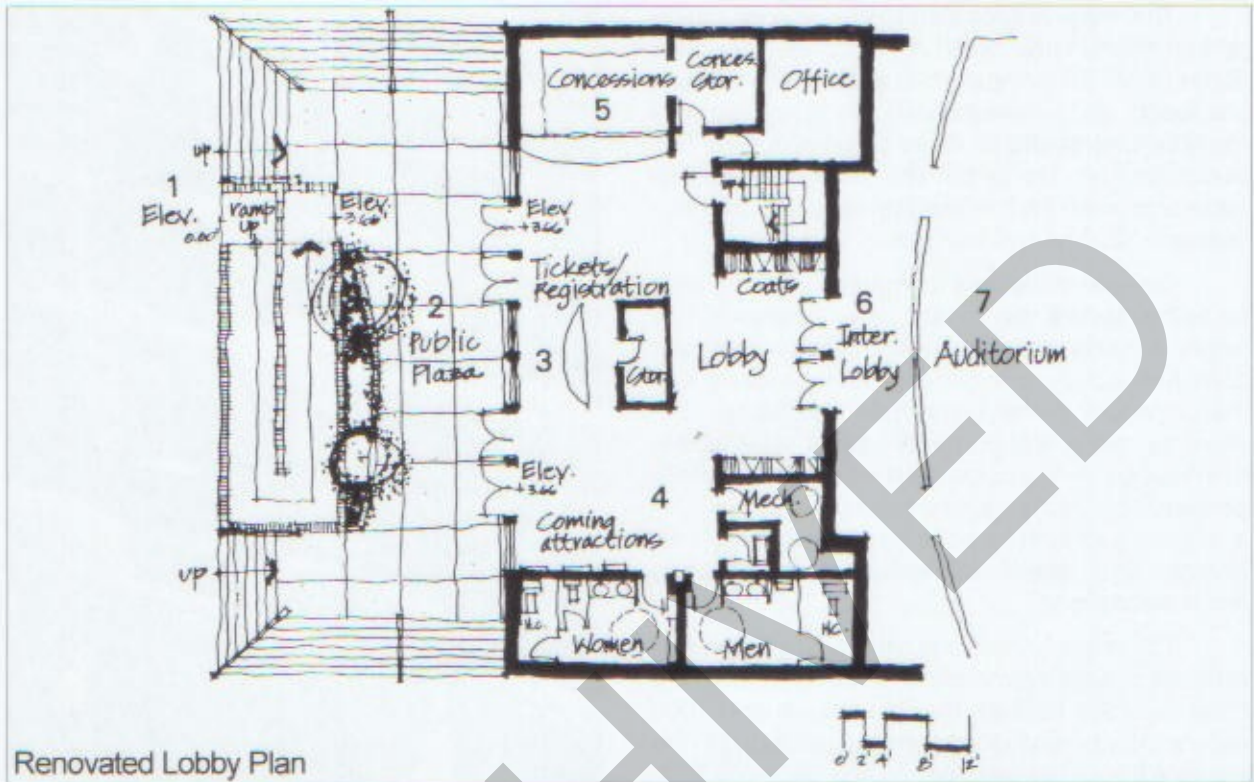 Concessions
5
Conces.
Stor.
Office
up
1
Elev.
0.00'
ramp
up
Elev.
3.66'
Elev.
+3.66'
up
Tickets/
Registration
Coats
2
Public
Plaza
3
Stor.
Lobby
6
Inter.
Lobby
7
Auditorium
Elev.
+3.66
4
Mech.
Coming
attractions
up
H.C.
Women
Men
H.C.
0' 2' 4' 8' 12'
Renovated Lobby Plan
ARCHIVED